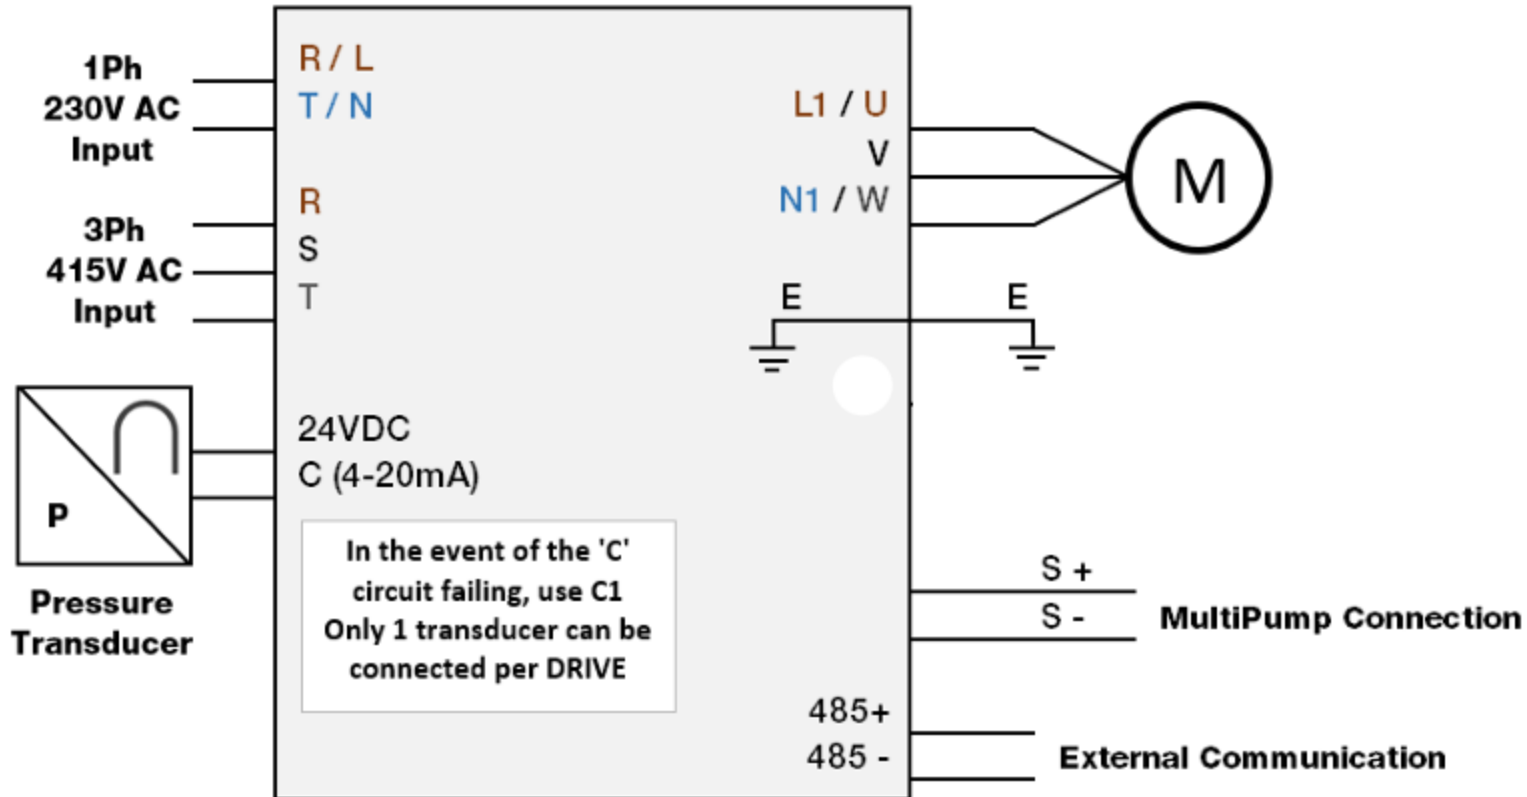 1Ph
230V AC
Input
R / L
T / N
3Ph
415V AC
Input
R
S
T
L1 / U
V
N1 / W
M
E
E
P
Pressure
Transducer
24VDC
C (4-20mA)
In the event of the 'C'
circuit failing, use C1
Only 1 transducer can be
connected per DRIVE
S +
S -
MultiPump Connection
485+
485 -
External Communication